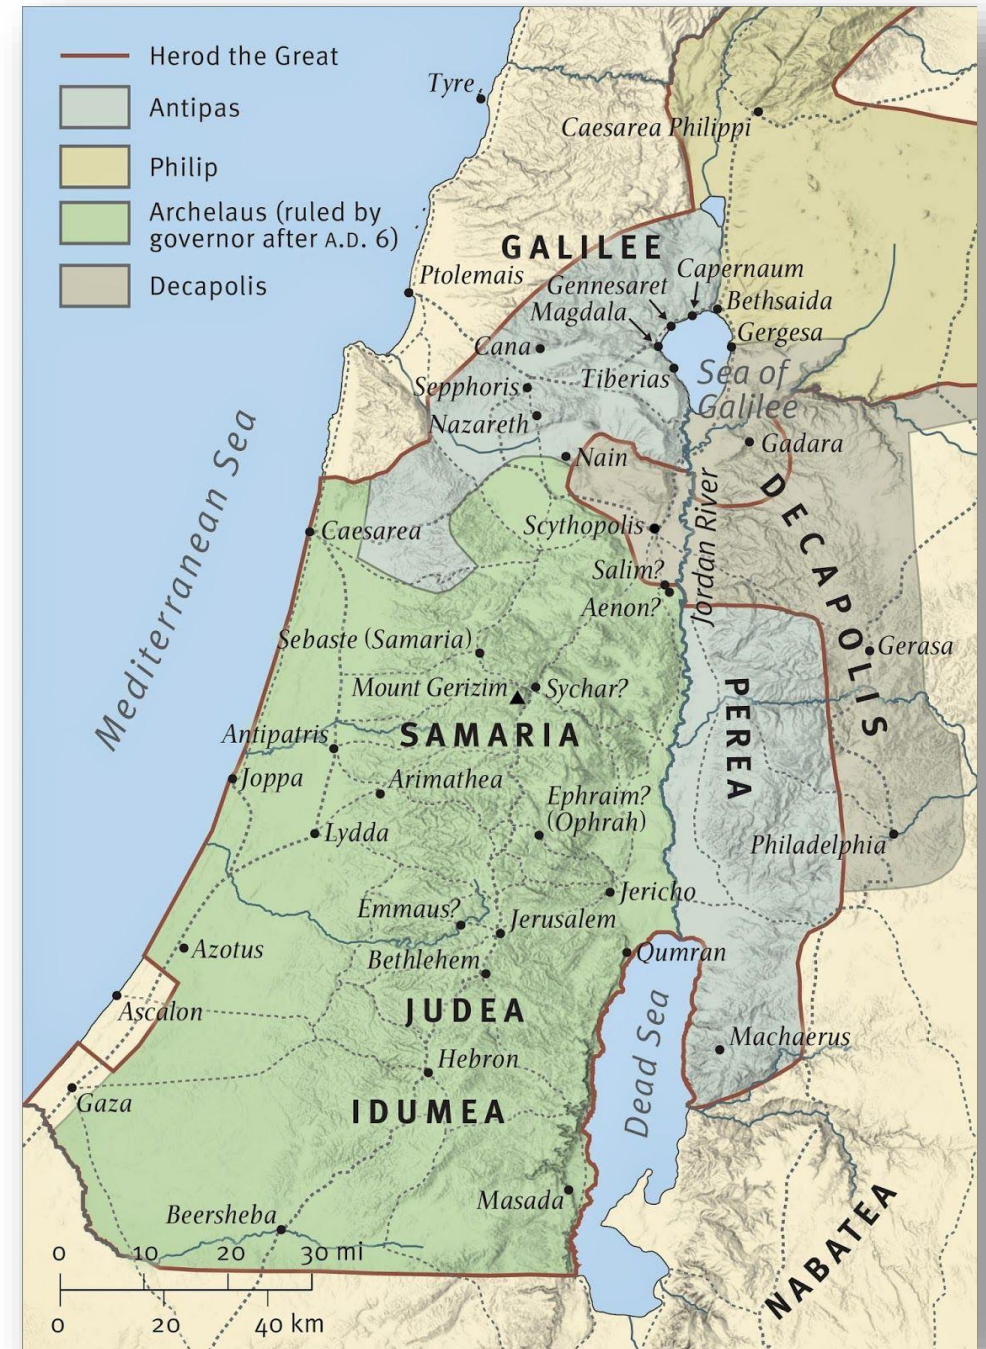 Herod the Great
Antipas
Philip
Archelaus (ruled by
governor after A.D. 6)
Decapolis
Tyre
Caesarea Philippi
GALILEE
Ptolemais
Capernaum
Gennesaret
Bethsaida
Magdala
Gergesa
Cana
Tiberias
Sea of
Galilee
Sepphoris
Nazareth
Gadara
Nain
Mediterranean Sea
DECAPOLIS
Scythopolis
Caesarea
Jordan River
Salim?
Aenon?
Sebaste (Samaria)
Gerasa
Mount Gerizim
Sychar?
PEREA
SAMARIA
Antipatris
Joppa
Arimathea
Ephraim?
(Ophrah)
Lydda
Philadelphia
Jericho
Emmaus?
Jerusalem
Azotus
Bethlehem
Qumran
Ascalon
JUDEA
Dead Sea
Machaerus
Hebron
Gaza
IDUMEA
Masada
Beersheba
NABATEA
0 10 20 30 mi
0 20 40 km